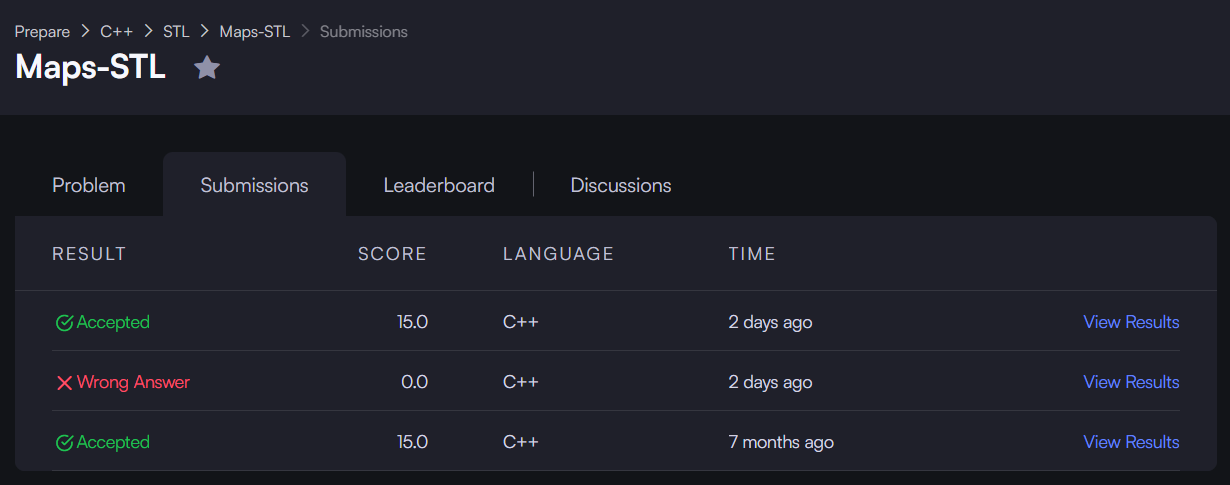 Prepare > C++ > STL > Maps-STL > Submissions
Maps-STL
Problem Submissions Leaderboard Discussions
RESULT SCORE LANGUAGE TIME
Accepted 15.0 C++ 2 days ago View Results
Wrong Answer 0.0 C++ 2 days ago View Results
Accepted 15.0 C++ 7 months ago View Results